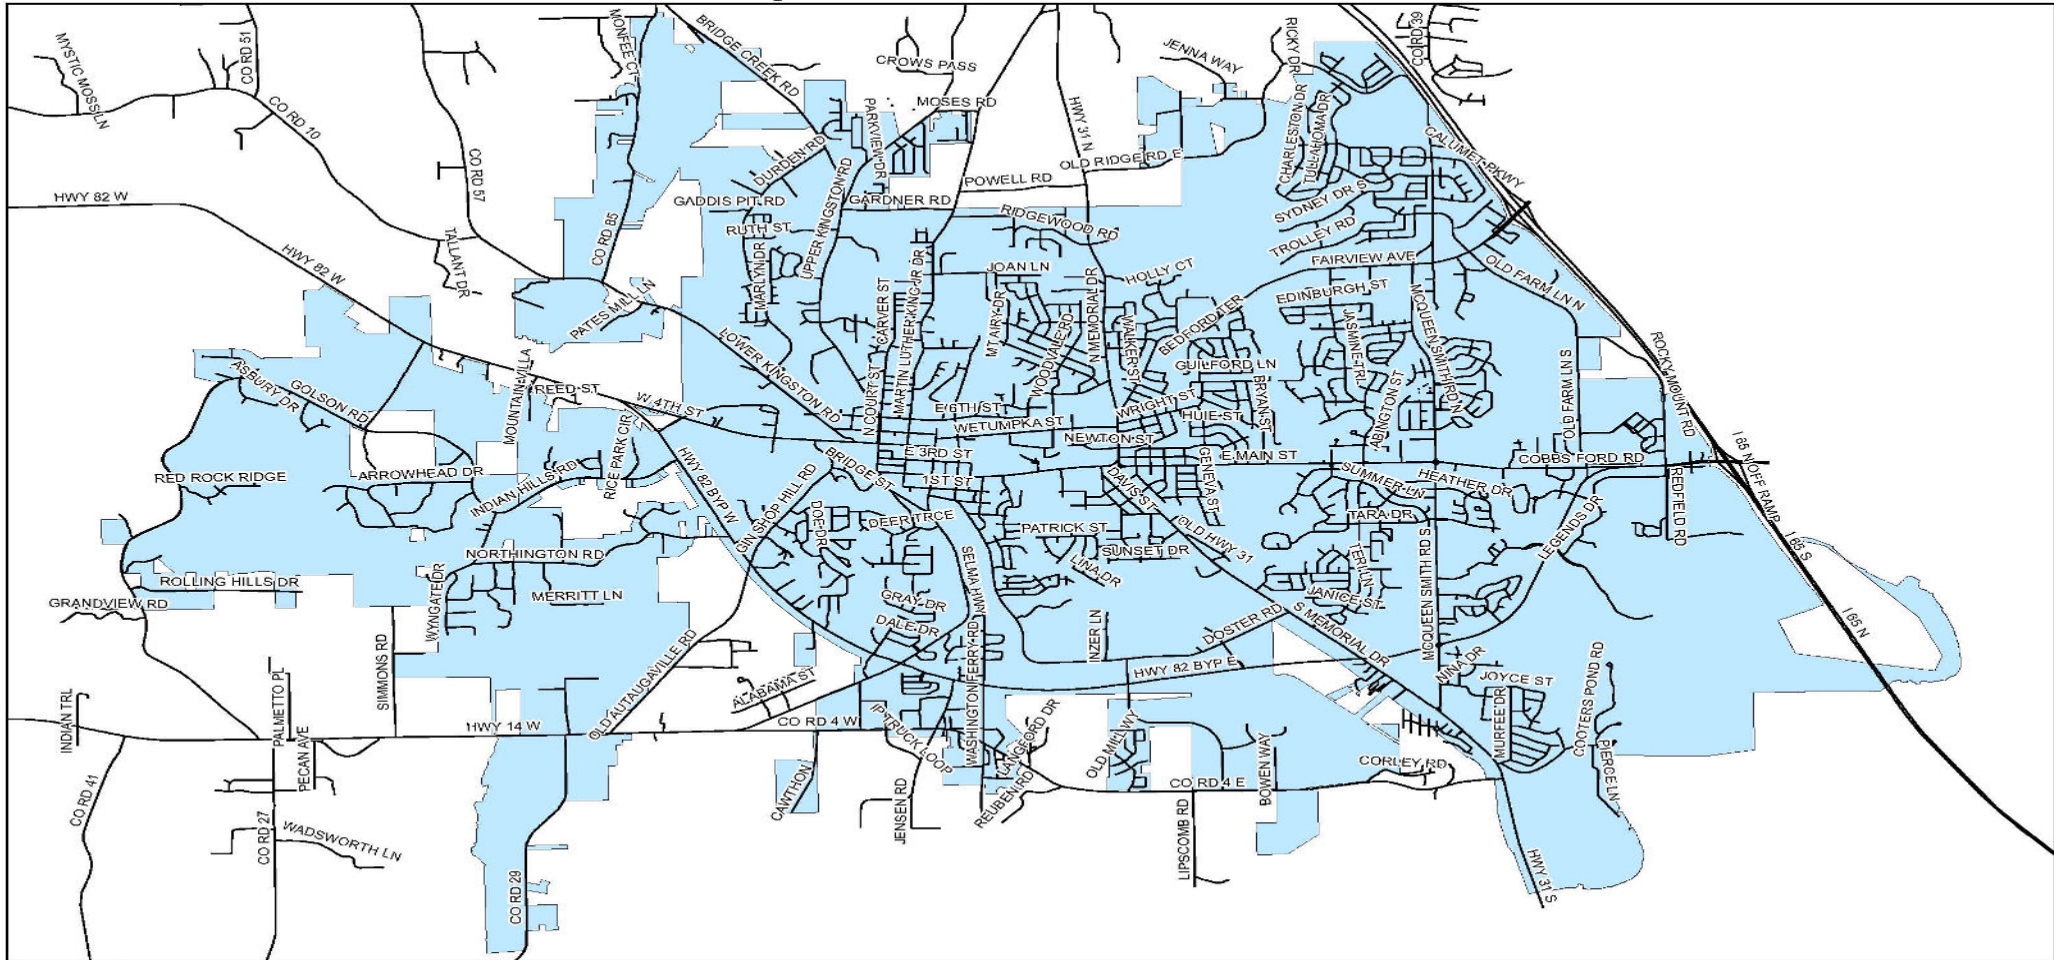 MYSTIC MOSS LN
CO RD 51
MONFEE CT
BRIDGE CREEK RD
CROWS PASS
JENNA WAY
RICKY DR
CO RD 39
CO RD 10
MOSES RD
PARKVIEW DR
HWY 31 N
CHARLESTON DR
TULLAHOMA DR
CALUMET PKWY
CO RD 57
DURDEN RD
OLD RIDGE RD E
POWELL RD
HWY 82 W
GADDIS PIT RD
GARDNER RD
UPPER KINGSTON RD
RIDGEWOOD RD
SYDNEY DR S
TROLLEY RD
RUTH ST
CO RD 85
TALLANT DR
HWY 82 W
MARLYN DR
JOAN LN
HOLLY CT
FAIRVIEW AVE
OLD FARM LN N
EDINBURGH ST
PATES MILL LN
CARVER ST
MARTIN LUTHER KING JR DR
MT AIRY DR
WOODVALE RD
N MEMORIAL DR
WALKER ST
BEDFORD TER
JASMINE TRL
MCQUEEN SMITH RD N
LOWER KINGSTON RD
GUILFORD LN
BRYAN ST
ABINGTON ST
OLD FARM LN S
ROCKY MOUNT RD
ASBURY DR
GOLSON RD
MOUNTAIN VILLA
REED ST
W 4TH ST
N COURT ST
E 6TH ST
WRIGHT ST
HUIE ST
WETUMPKA ST
NEWTON ST
RICE PARK CIR
E 3RD ST
E MAIN ST
COBBS FORD RD
I 65 N OFF RAMP
RED ROCK RIDGE
ARROWHEAD DR
INDIAN HILLS RD
HWY 82 BYP W
GIN SHOP HILL RD
BRIDGE ST
1ST ST
DAVIS ST
GENEVA ST
SUMMER LN
HEATHER DR
REDFIELD RD
DOE DR
DEER TRCE
PATRICK ST
OLD HWY 31
TARA DR
LEGENDS DR
I 65 S
NORTHINGTON RD
SUNSET DR
LINA DR
SELMA HWY
TERI LN
MCQUEEN SMITH RD S
ROLLING HILLS DR
GRANDVIEW RD
WYNGATE DR
MERRITT LN
GRAY DR
DALE DR
JANICE ST
I 65 N
SIMMONS RD
OLD AUTAUGAVILLE RD
WASHINGTON FERRY RD
INZER LN
DOSTER RD
S MEMORIAL DR
HWY 82 BYP E
NINA DR
JOYCE ST
COOTERS POND RD
INDIAN TRL
PALMETTO PL
PECAN AVE
ALABAMA ST
HWY 14 W
CO RD 4 W
IP TRUCK LOOP
LANGFORD DR
OLD MILL WY
MURFEE DR
PIERCE LN
CO RD 41
CAWTHON
JENSEN RD
REUBEN RD
CO RD 4 E
BOWEN WAY
CORLEY RD
CO RD 27
WADSWORTH LN
LIPSCOMB RD
CO RD 29
HWY 31 S